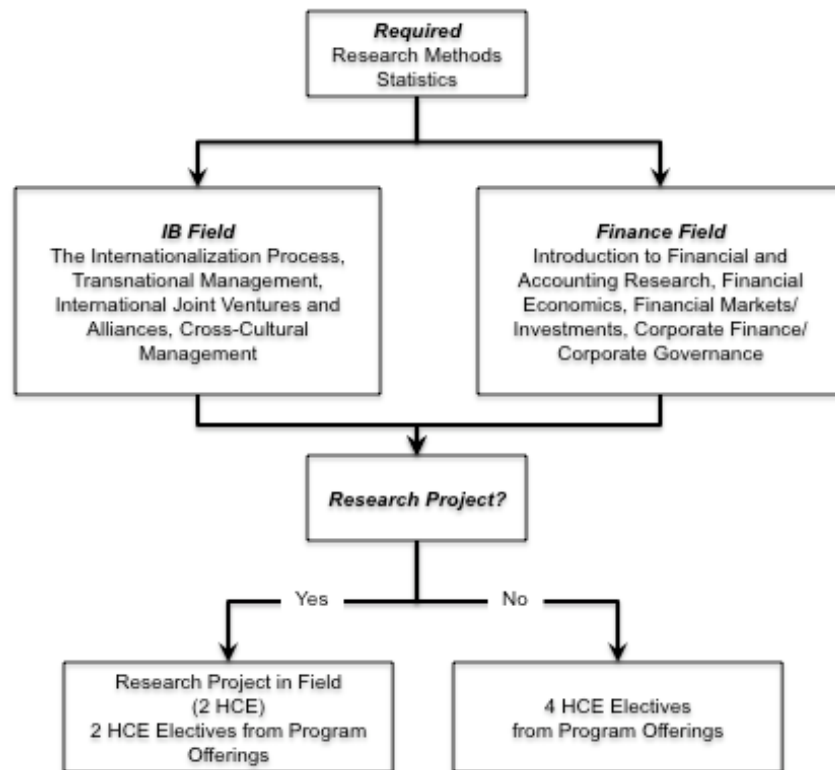 Required
Research Methods
Statistics
IB Field
The Internationalization Process,
Transnational Management,
International Joint Ventures and
Alliances, Cross-Cultural
Management
Finance Field
Introduction to Financial and
Accounting Research, Financial
Economics, Financial Markets/
Investments, Corporate Finance/
Corporate Governance
Research Project?
Yes
No
Research Project in Field
(2 HCE)
2 HCE Electives from Program
Offerings
4 HCE Electives
from Program Offerings